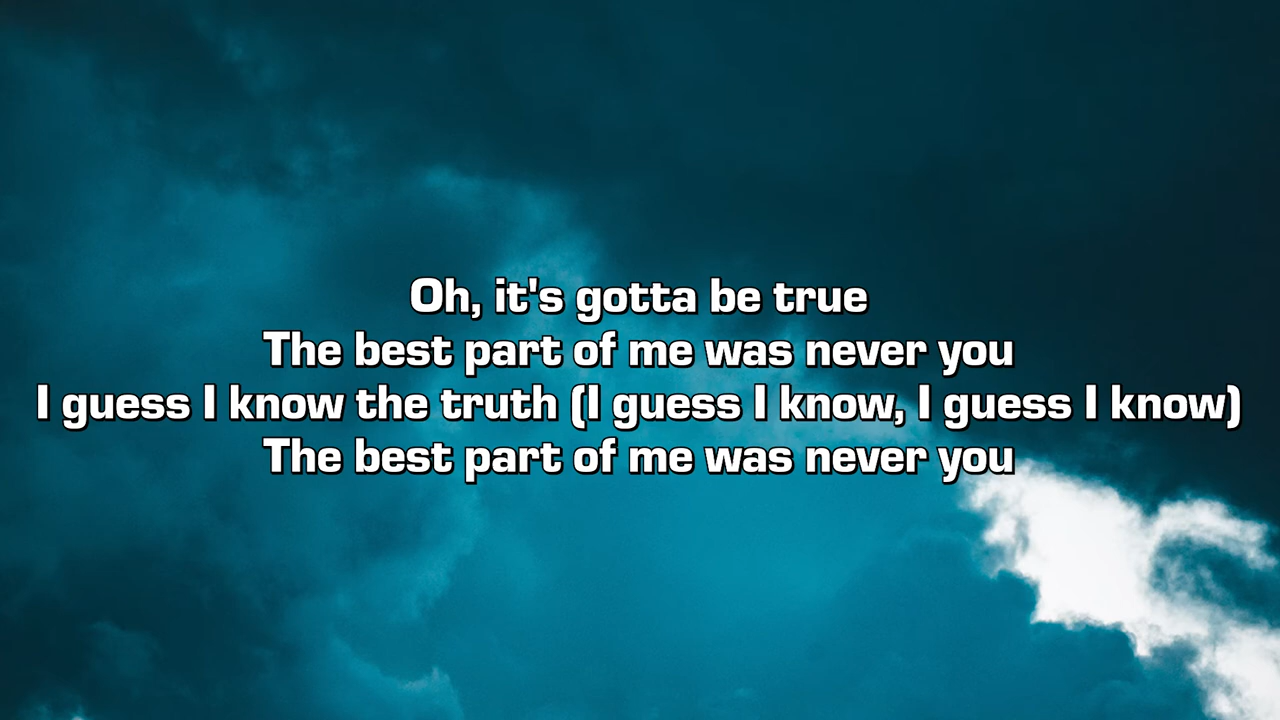 Oh, it's gotta be true
The best part of me was never you
I guess I know the truth (I guess I know, I guess I know)
The best part of me was never you